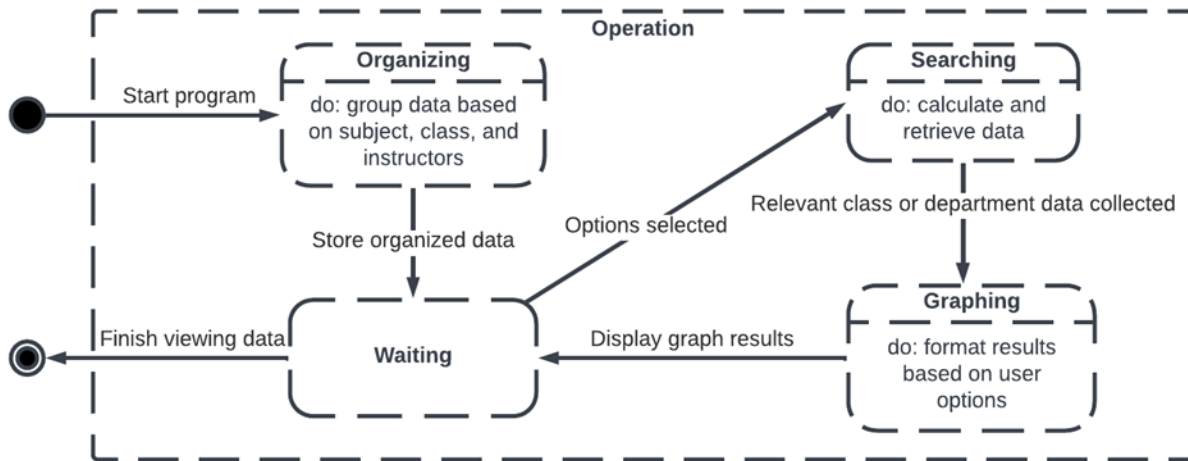 Operation
Organizing
do: group data based
on subject, class, and
instructors
Searching
do: calculate and
retrieve data
Start program
Store organized data
Options selected
Relevant class or department data collected
Waiting
Finish viewing data
Display graph results
Graphing
do: format results
based on user
options